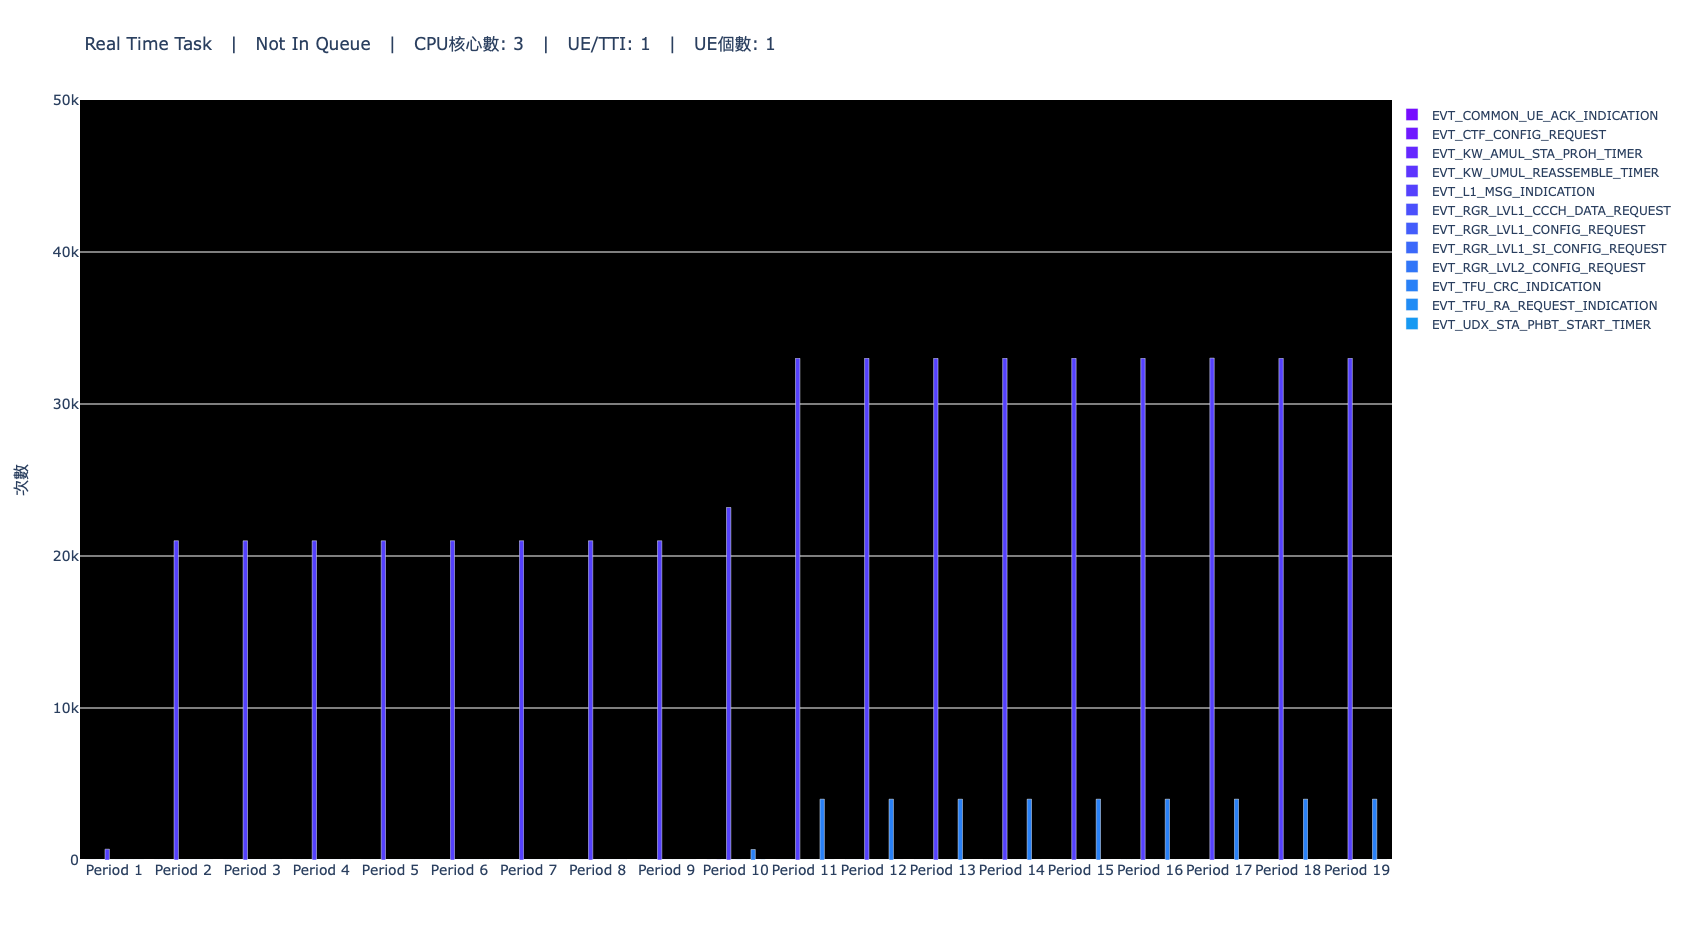 Real Time Task | Not In Queue | CPU核心數: 3 | UE/TTI: 1 | UE個數: 1
50k
40k
30k
20k
10k
0
次數
Period 1 Period 2 Period 3 Period 4 Period 5 Period 6 Period 7 Period 8 Period 9 Period 10 Period 11 Period 12 Period 13 Period 14 Period 15 Period 16 Period 17 Period 18 Period 19
EVT_COMMON_UE_ACK_INDICATION
EVT_CTF_CONFIG_REQUEST
EVT_KW_AMUL_STA_PROH_TIMER
EVT_KW_UMUL_REASSEMBLE_TIMER
EVT_L1_MSG_INDICATION
EVT_RGR_LVL1_CCCH_DATA_REQUEST
EVT_RGR_LVL1_CONFIG_REQUEST
EVT_RGR_LVL1_SI_CONFIG_REQUEST
EVT_RGR_LVL2_CONFIG_REQUEST
EVT_TFU_CRC_INDICATION
EVT_TFU_RA_REQUEST_INDICATION
EVT_UDX_STA_PHBT_START_TIMER